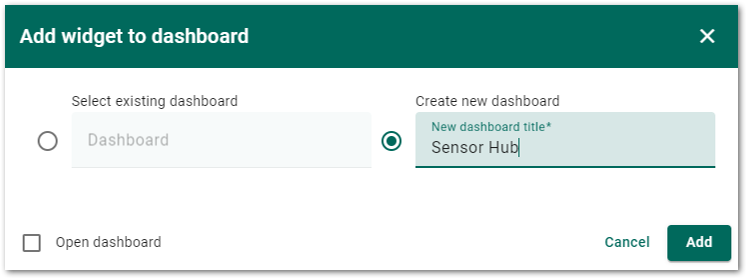 Add widget to dashboard
Select existing dashboard
Dashboard
Create new dashboard
New dashboard title*
Sensor Hub
Open dashboard
Cancel
Add